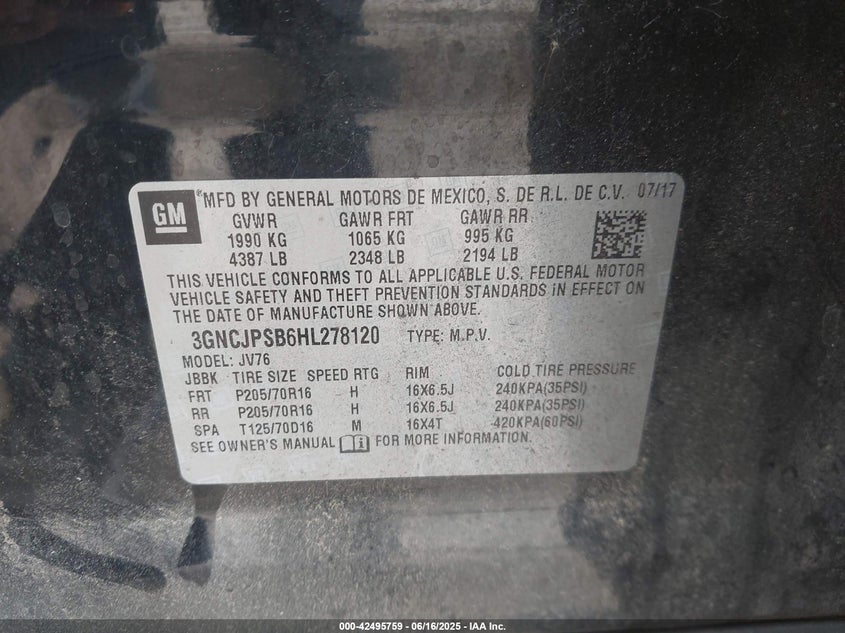 GM
® MFD BY GENERAL MOTORS DE MEXICO, S. DE R.L. DE C.V. 07/17
GVWR GAWR FRT GAWR RR
1990 KG 1065 KG 995 KG
4387 LB 2348 LB 2194 LB
THIS VEHICLE CONFORMS TO ALL APPLICABLE U.S. FEDERAL MOTOR
VEHICLE SAFETY AND THEFT PREVENTION STANDARDS IN EFFECT ON
THE DATE OF MANUFACTURE SHOWN ABOVE.
3GNCJPSB6HL278120 TYPE: M.P.V.
MODEL: JV76
JBBK TIRE SIZE SPEED RTG RIM COLD TIRE PRESSURE
FRT P205/70R16 H 16X6.5J 240KPA(35PSI)
RR P205/70R16 H 16X6.5J 240KPA(35PSI)
SPA T125/70D16 M 16X4T 420KPA(60PSI)
SEE OWNER'S MANUAL FOR MORE INFORMATION.
000-42495759 - 06/16/2025 - IAA Inc.